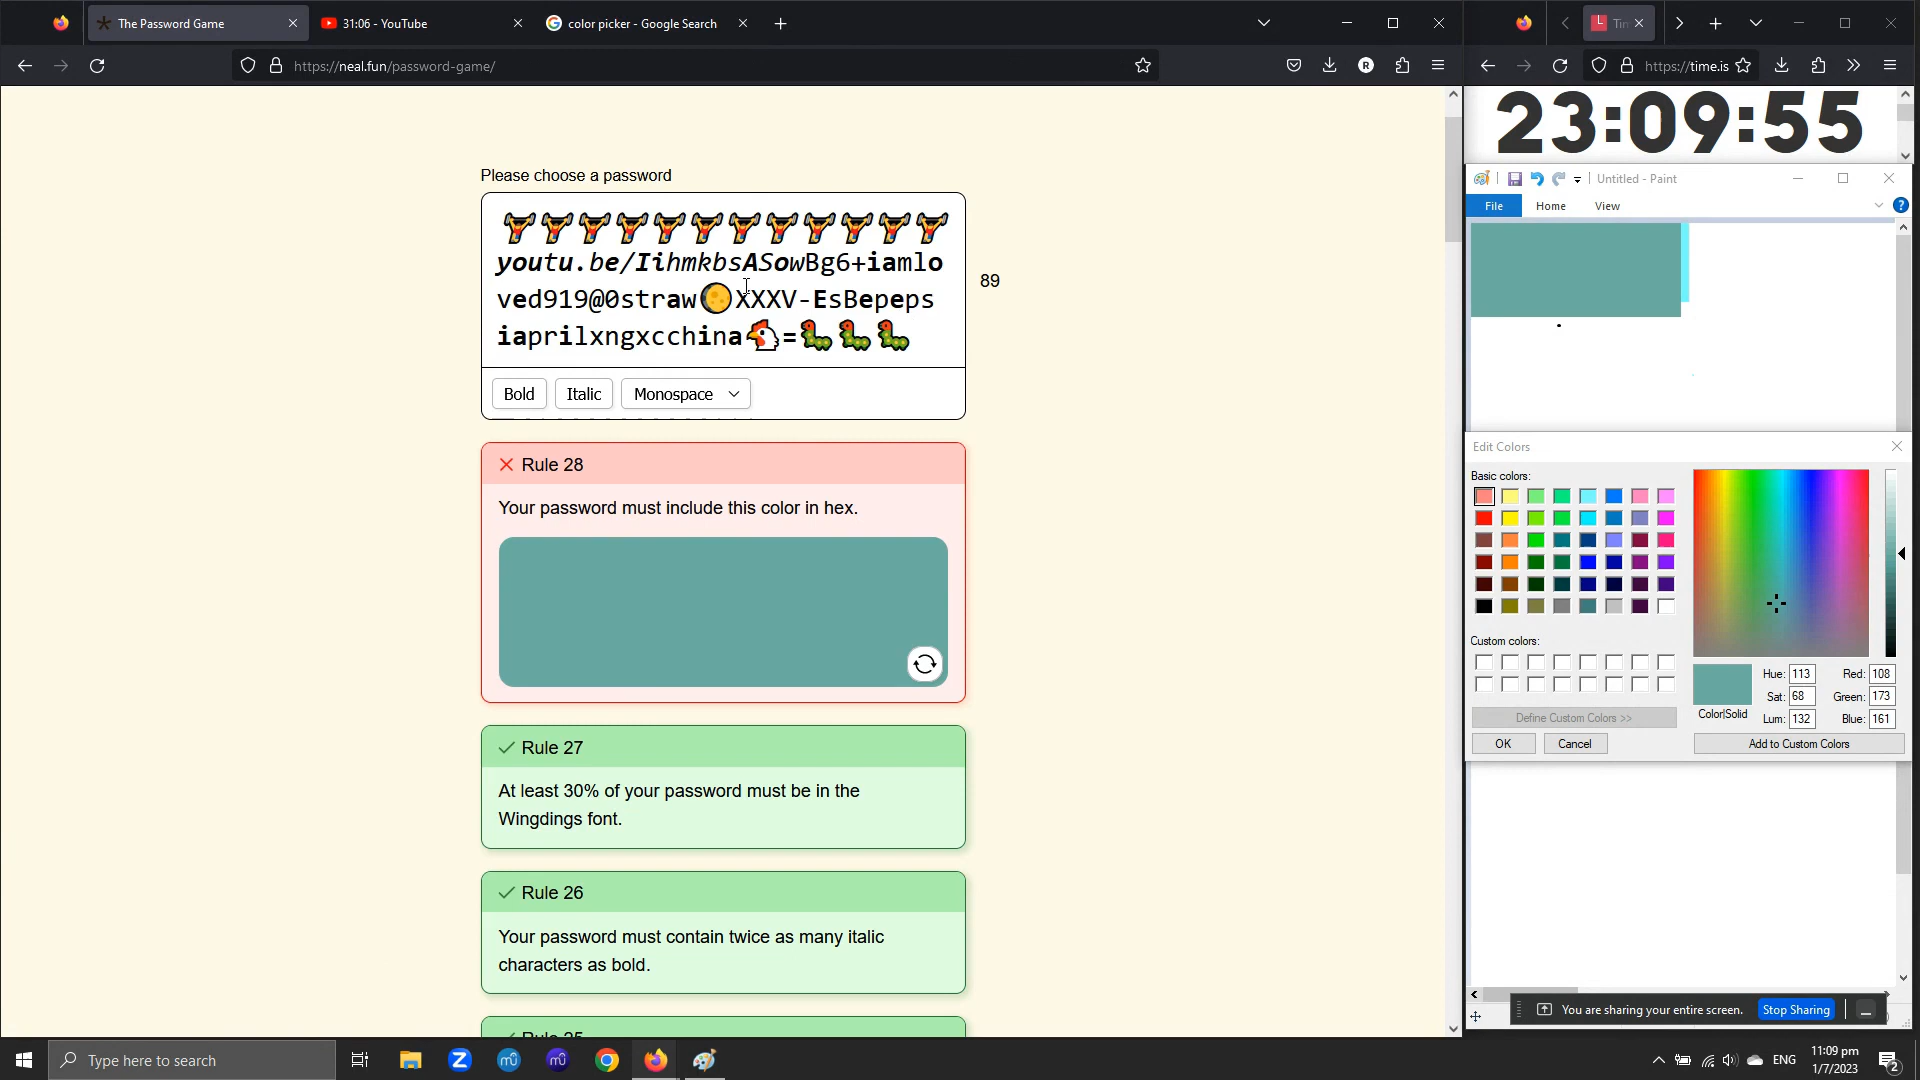 The Password Game
31:06 - YouTube
color picker - Google Search
https://neal.fun/password-game/
R
Tim
https://time.is
23:09:55
Please choose a password
🏋️🏋️🏋️🏋️🏋️🏋️🏋️🏋️🏋️🏋️🏋️🏋️
youtu.be/IihmkbsASowBg6+iamlo
ved919@0straw🌔XXXV-EsBepeps
iaprilxngxcchina🐔=🐛🐛🐛
89
Bold
Italic
Monospace
Rule 28
Your password must include this color in hex.
Rule 27
At least 30% of your password must be in the
Wingdings font.
Rule 26
Your password must contain twice as many italic
characters as bold.
Rule 25
Untitled - Paint
File
Home
View
Edit Colors
Basic colors:
Custom colors:
Define Custom Colors >>
OK
Cancel
Hue: 113
Red: 108
Sat: 68
Green: 173
Lum: 132
Blue: 161
Color|Solid
Add to Custom Colors
You are sharing your entire screen.
Stop Sharing
Type here to search
ENG
11:09 pm
1/7/2023
2